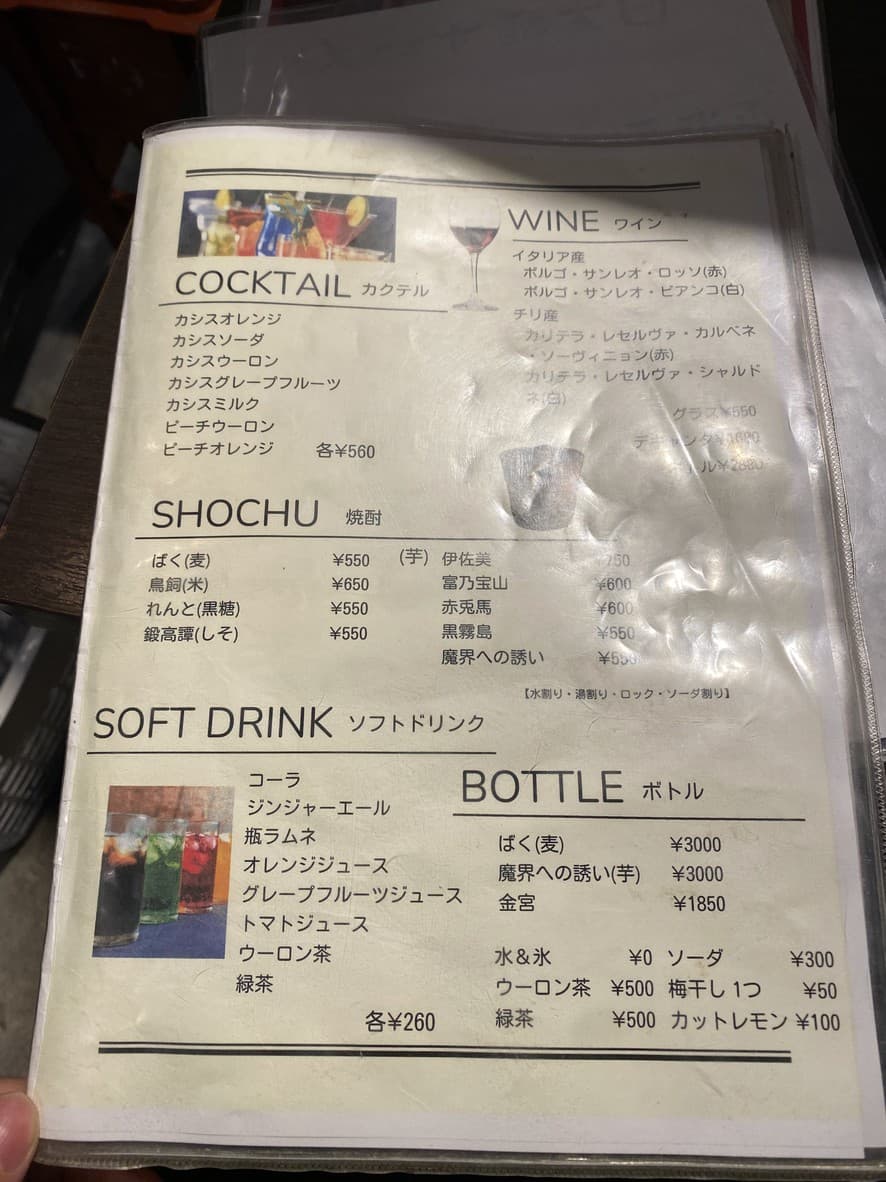 COCKTAIL カクテル
カシスオレンジ
カシスソーダ
カシスウーロン
カシスグレープフルーツ
カシスミルク
ピーチウーロン
ピーチオレンジ 各¥560
WINE ワイン
イタリア産
ボルゴ・サンレオ・ロッソ(赤)
ボルゴ・サンレオ・ビアンコ(白)
チリ産
カリテラ・レセルヴァ・カルベネ
・ソーヴィニョン(赤)
カリテラ・レセルヴァ・シャルド
ネ(白)
グラス¥550
デキャンタ¥1680
SHOCHU 焼酎
ばく(麦) ¥550
鳥飼(米) ¥650
れんと(黒糖) ¥550
鍛高譚(しそ) ¥550
(芋) 伊佐美
富乃宝山 ¥600
赤兎馬 ¥600
黒霧島 ¥550
魔界への誘い ¥550
【水割り・湯割り・ロック・ソーダ割り】
SOFT DRINK ソフトドリンク
コーラ
ジンジャーエール
瓶ラムネ
オレンジジュース
グレープフルーツジュース
トマトジュース
ウーロン茶
緑茶
各¥260
BOTTLE ボトル
ばく(麦) ¥3000
魔界への誘い(芋) ¥3000
金宮 ¥1850
水＆氷 ¥0 ソーダ ¥300
ウーロン茶 ¥500 梅干し 1つ ¥50
緑茶 ¥500 カットレモン ¥100